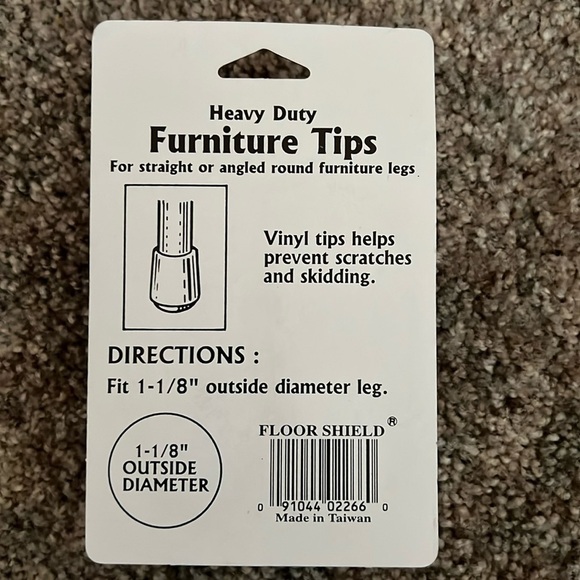 Heavy Duty
Furniture Tips
For straight or angled round furniture legs
Vinyl tips helps
prevent scratches
and skidding.
DIRECTIONS :
Fit 1-1/8" outside diameter leg.
1-1/8"
OUTSIDE
DIAMETER
FLOOR SHIELD®
0 91044 02266 0
Made in Taiwan